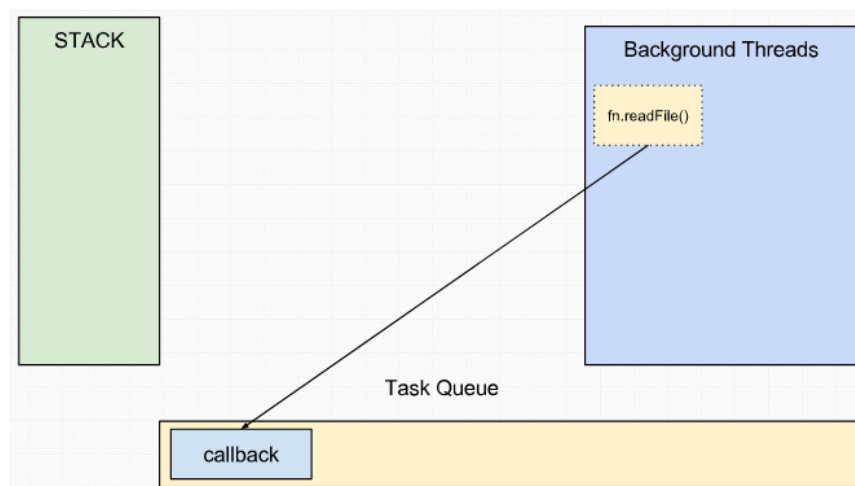 STACK
Background Threads
fn.readFile()
Task Queue
callback